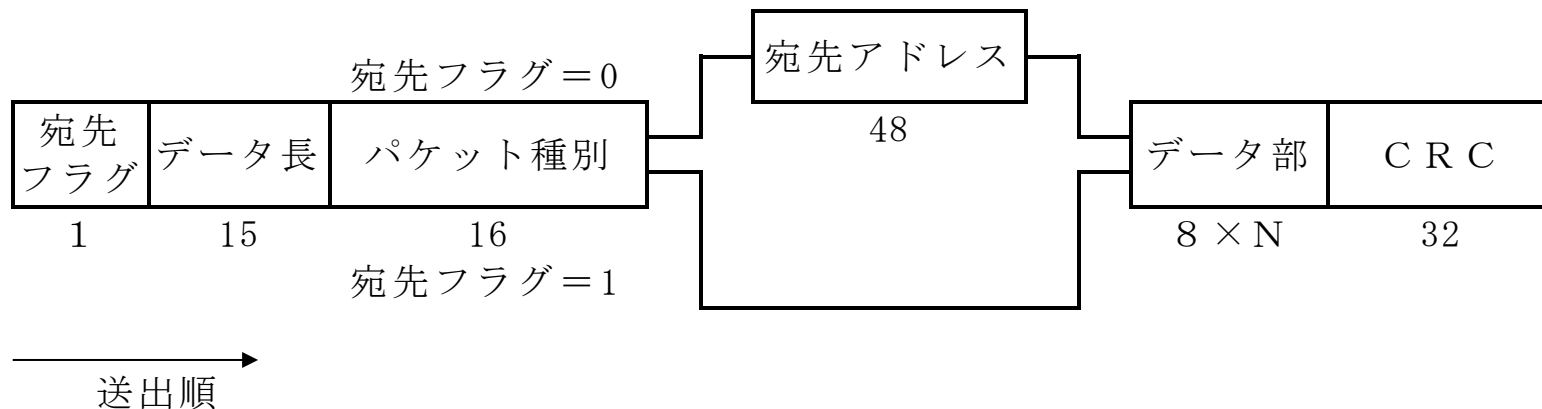 宛先アドレス
48
宛先フラグ＝0
宛先
フラグ
データ長
パケット種別
データ部
ＣＲＣ
1
15
16
８×Ｎ
32
宛先フラグ＝1
送出順